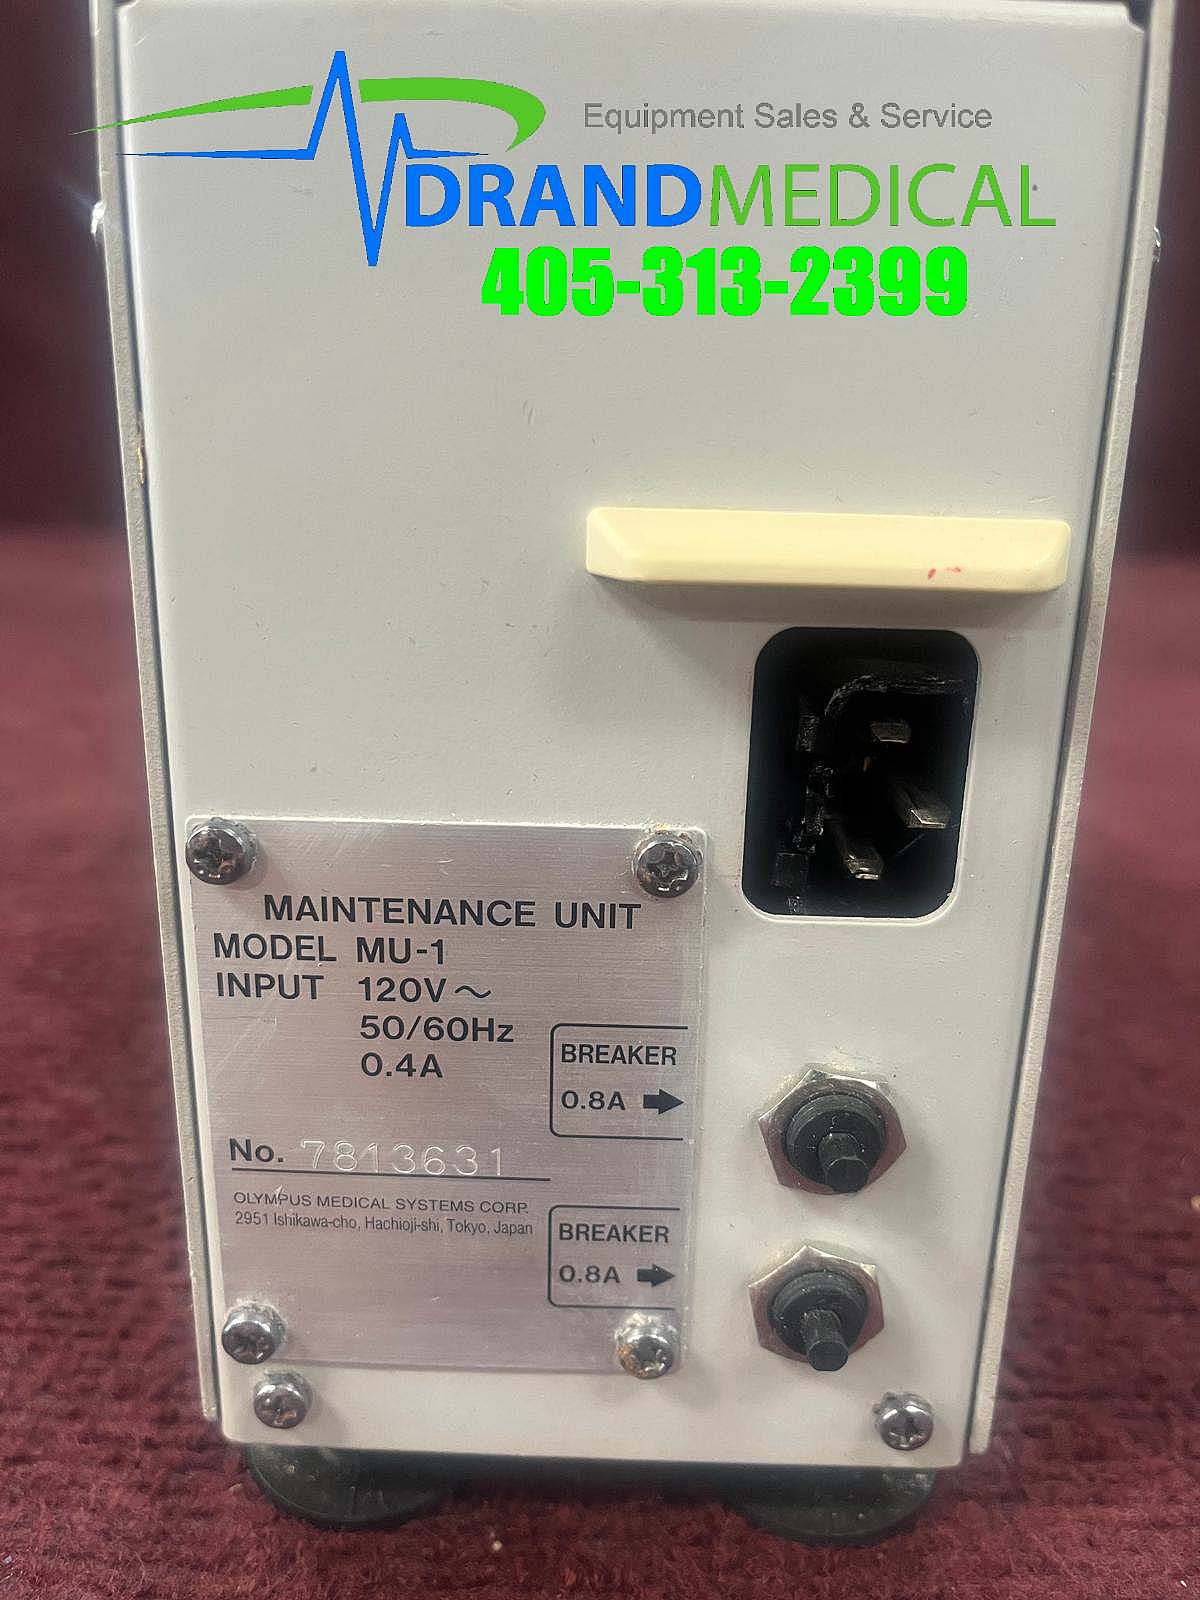 Equipment Sales & Service
DRANDMEDICAL
405-313-2399
MAINTENANCE UNIT
MODEL MU-1
INPUT 120V～
50/60Hz
0.4A
BREAKER
0.8A ➡
No. 7813631
OLYMPUS MEDICAL SYSTEMS CORP.
2951 Ishikawa-cho, Hachioji-shi, Tokyo, Japan
BREAKER
0.8A ➡